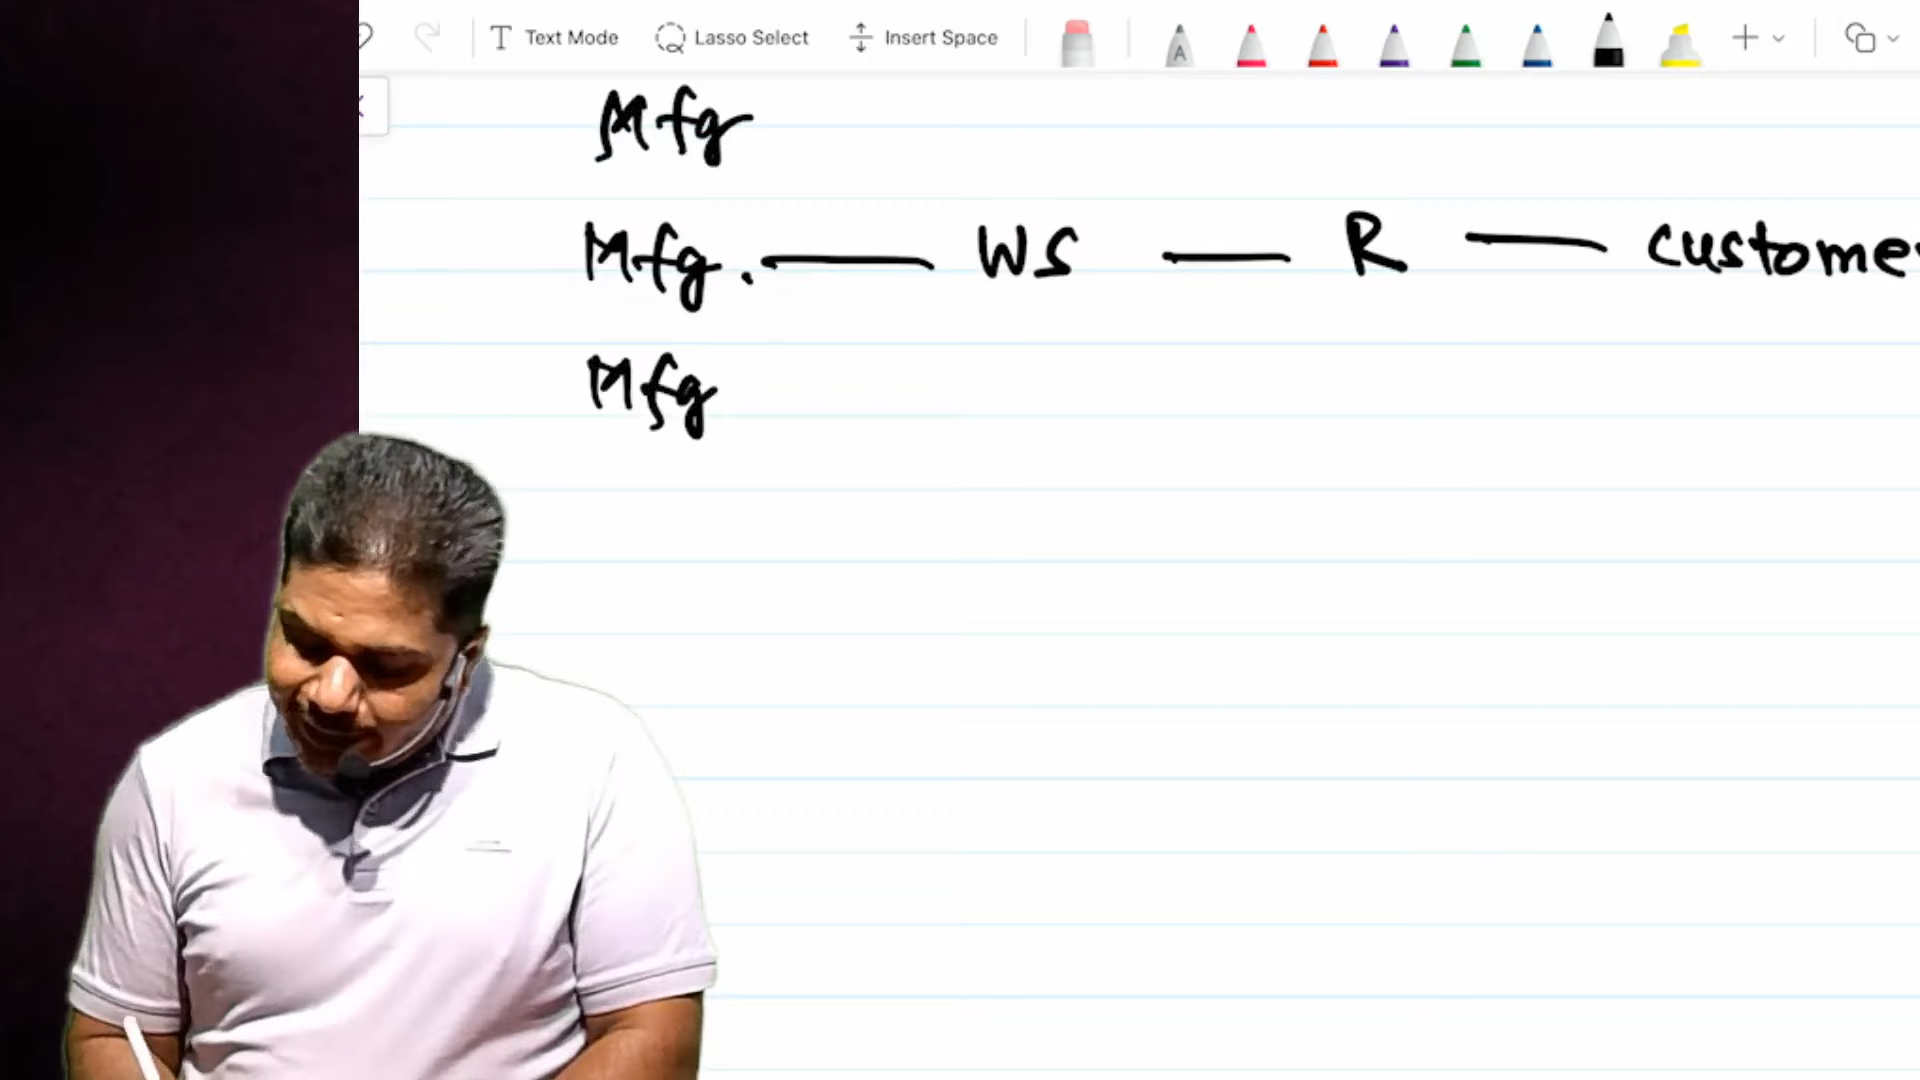 Text Mode Lasso Select Insert Space
A
Mfg
Mfg. — WS — R — custome
Mfg